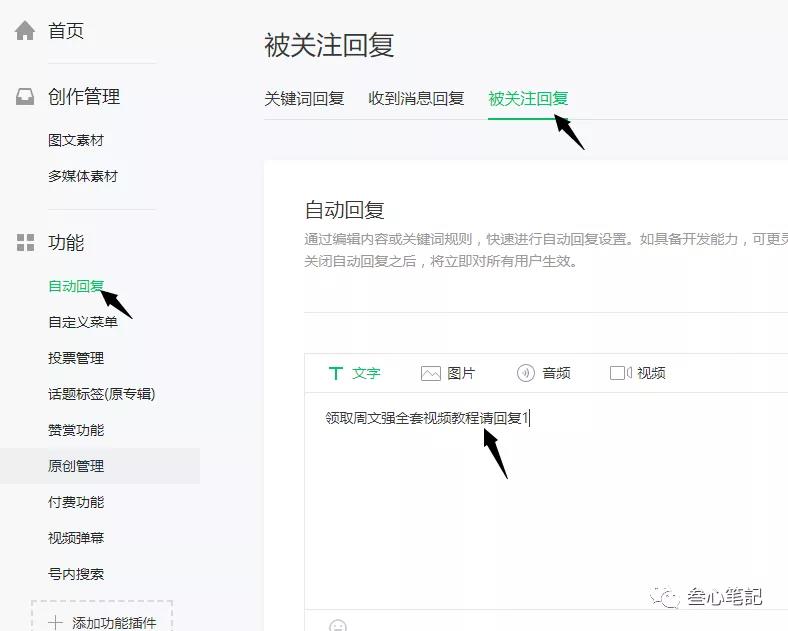 首页
创作管理
图文素材
多媒体素材
功能
自动回复
自定义菜单
投票管理
话题标签(原专辑)
赞赏功能
原创管理
付费功能
视频弹幕
号内搜索
添加功能插件
被关注回复
关键词回复 收到消息回复 被关注回复
自动回复
通过编辑内容或关键词规则，快速进行自动回复设置。如具备开发能力，可更灵
关闭自动回复之后，将立即对所有用户生效。
文字 图片 音频 视频
领取周文强全套视频教程请回复1
叁心笔記